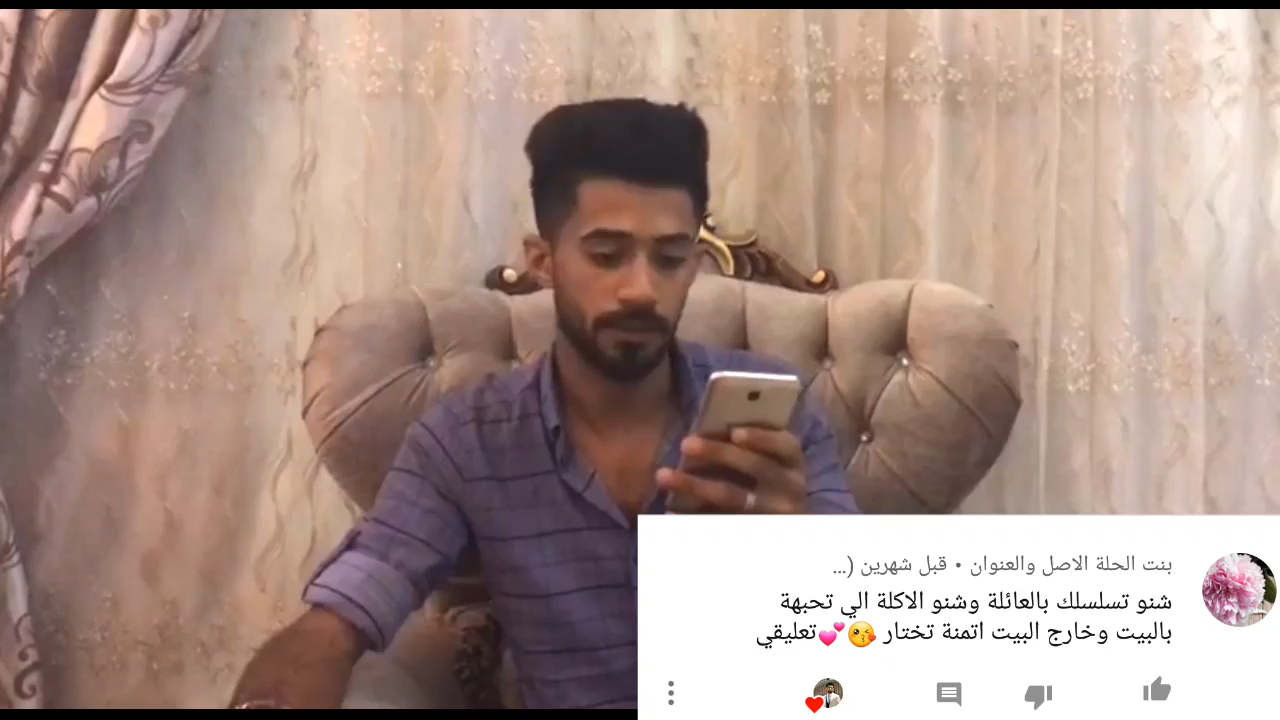 بنت الحلة الاصل والعنوان • قبل شهرين (...
شنو تسلسلك بالعائلة وشنو الاكلة الي تحبهة
بالبيت وخارج البيت اتمنة تختار 😘💕تعليقي